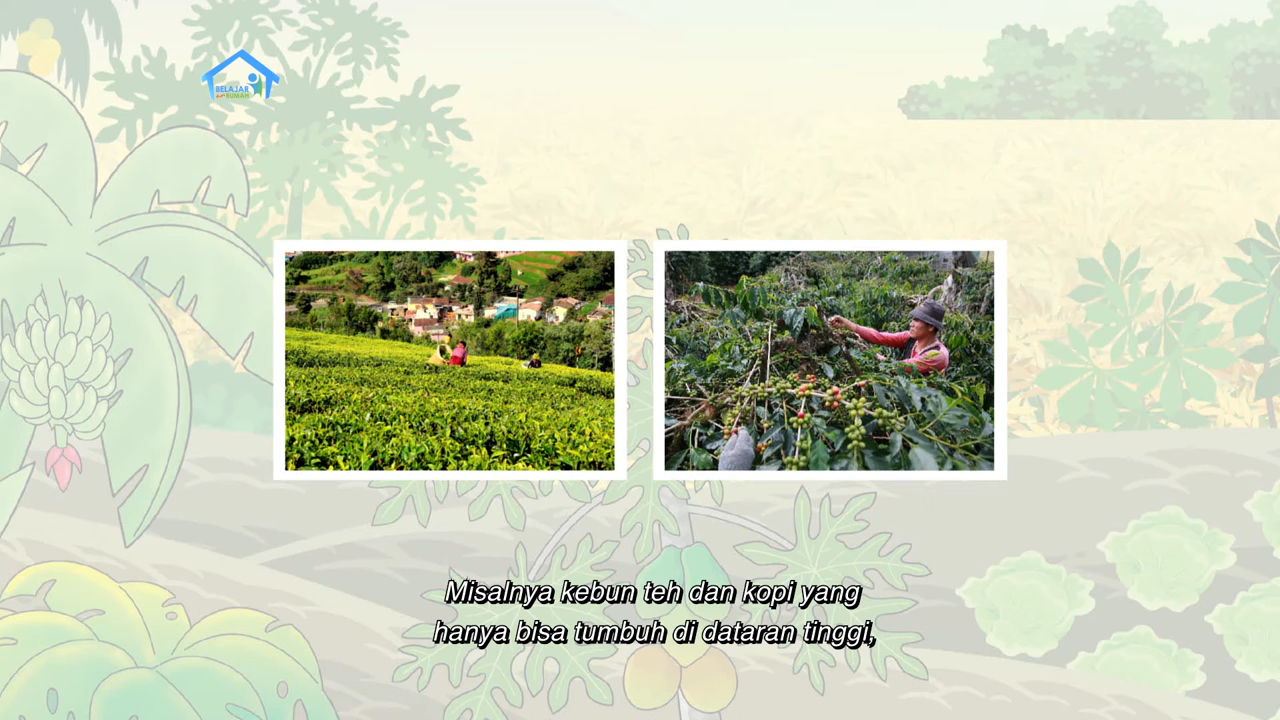 BELAJAR
RUMAH
Misalnya kebun teh dan kopi yang
hanya bisa tumbuh di dataran tinggi,